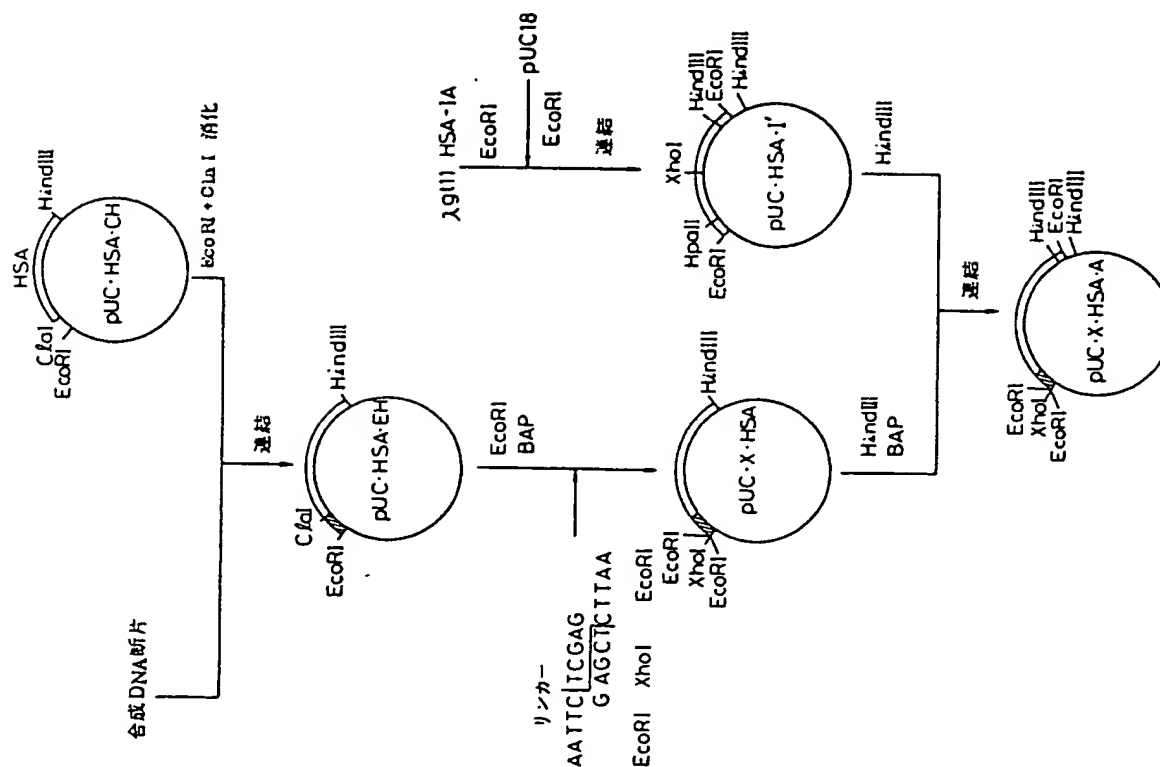 合成DNA断片
HSA
ClaI
EcoRI
HindIII
pUC·HSA·CH
EcoRI + ClaI 消化
連結
ClaI
EcoRI
HindIII
pUC·HSA·EH
EcoRI
BAP
リンカー
AATTCTCGAG
GAGCTCTTAA
EcoRI XhoI EcoRI
EcoRI
XhoI
EcoRI
HindIII
pUC·X·HSA
HindIII
BAP
λg(11) HSA-IA
EcoRI
pUC18
EcoRI
連結
XhoI
HpaII
EcoRI
HindIII
EcoRI
HindIII
pUC·HSA·I'
HindIII
連結
EcoRI
XhoI
EcoRI
HindIII
EcoRI
HindIII
pUC·X·HSA·A